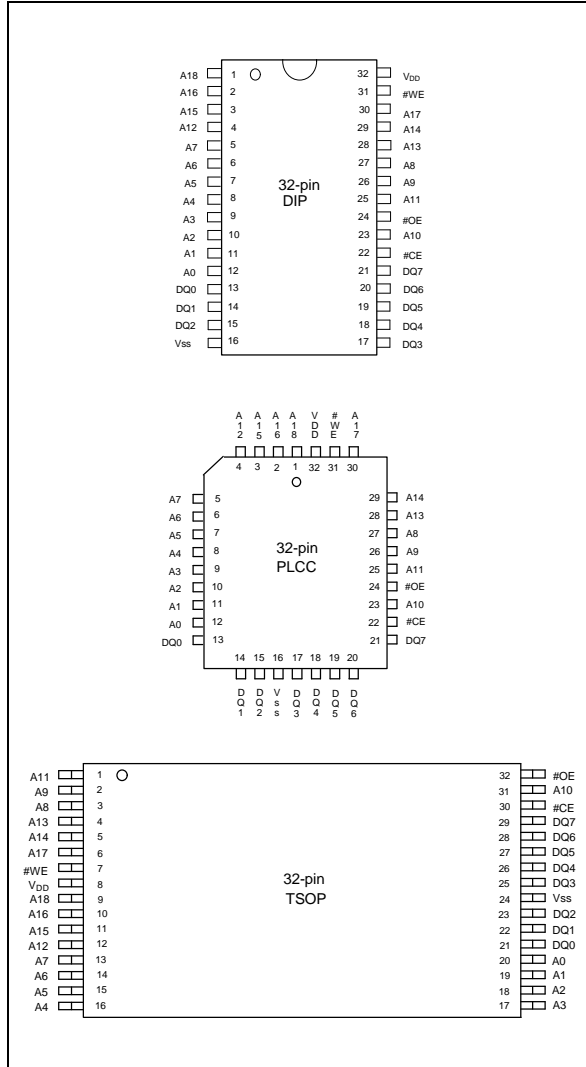 A18 1 32 VDD
A16 2 31 #WE
A15 3 30 A17
A12 4 29 A14
A7 5 28 A13
A6 6 27 A8
A5 7 26 A9
A4 8 25 A11
A3 9 24 #OE
A2 10 23 A10
A1 11 22 #CE
A0 12 21 DQ7
DQ0 13 20 DQ6
DQ1 14 19 DQ5
DQ2 15 18 DQ4
Vss 16 17 DQ3
32-pin
DIP
A12 A15 A16 A18 VDD #WE A17
4 3 2 1 32 31 30
A7 5 29 A14
A6 6 28 A13
A5 7 27 A8
A4 8 26 A9
A3 9 25 A11
A2 10 24 #OE
A1 11 23 A10
A0 12 22 #CE
DQ0 13 21 DQ7
32-pin
PLCC
14 15 16 17 18 19 20
DQ1 DQ2 Vss DQ3 DQ4 DQ5 DQ6
A11 1 32 #OE
A9 2 31 A10
A8 3 30 #CE
A13 4 29 DQ7
A14 5 28 DQ6
A17 6 27 DQ5
#WE 7 26 DQ4
VDD 8 25 DQ3
A18 9 24 Vss
A16 10 23 DQ2
A15 11 22 DQ1
A12 12 21 DQ0
A7 13 20 A0
A6 14 19 A1
A5 15 18 A2
A4 16 17 A3
32-pin
TSOP